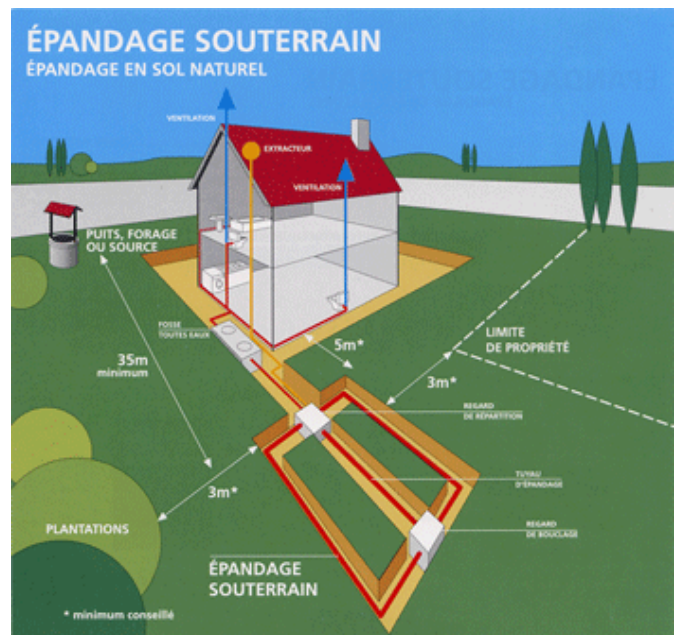 ÉPANDAGE SOUTERRAIN
ÉPANDAGE EN SOL NATUREL
VENTILATION
EXTRACTEUR
VENTILATION
PUITS, FORAGE
OU SOURCE
FOSSE
TOUTES EAUX
35m
minimum
5m*
LIMITE
DE PROPRIÉTÉ
3m*
REGARD
DE RÉPARTITION
TUYAU
D'ÉPANDAGE
3m*
PLANTATIONS
REGARD
DE BOUCLAGE
ÉPANDAGE
SOUTERRAIN
* minimum conseillé